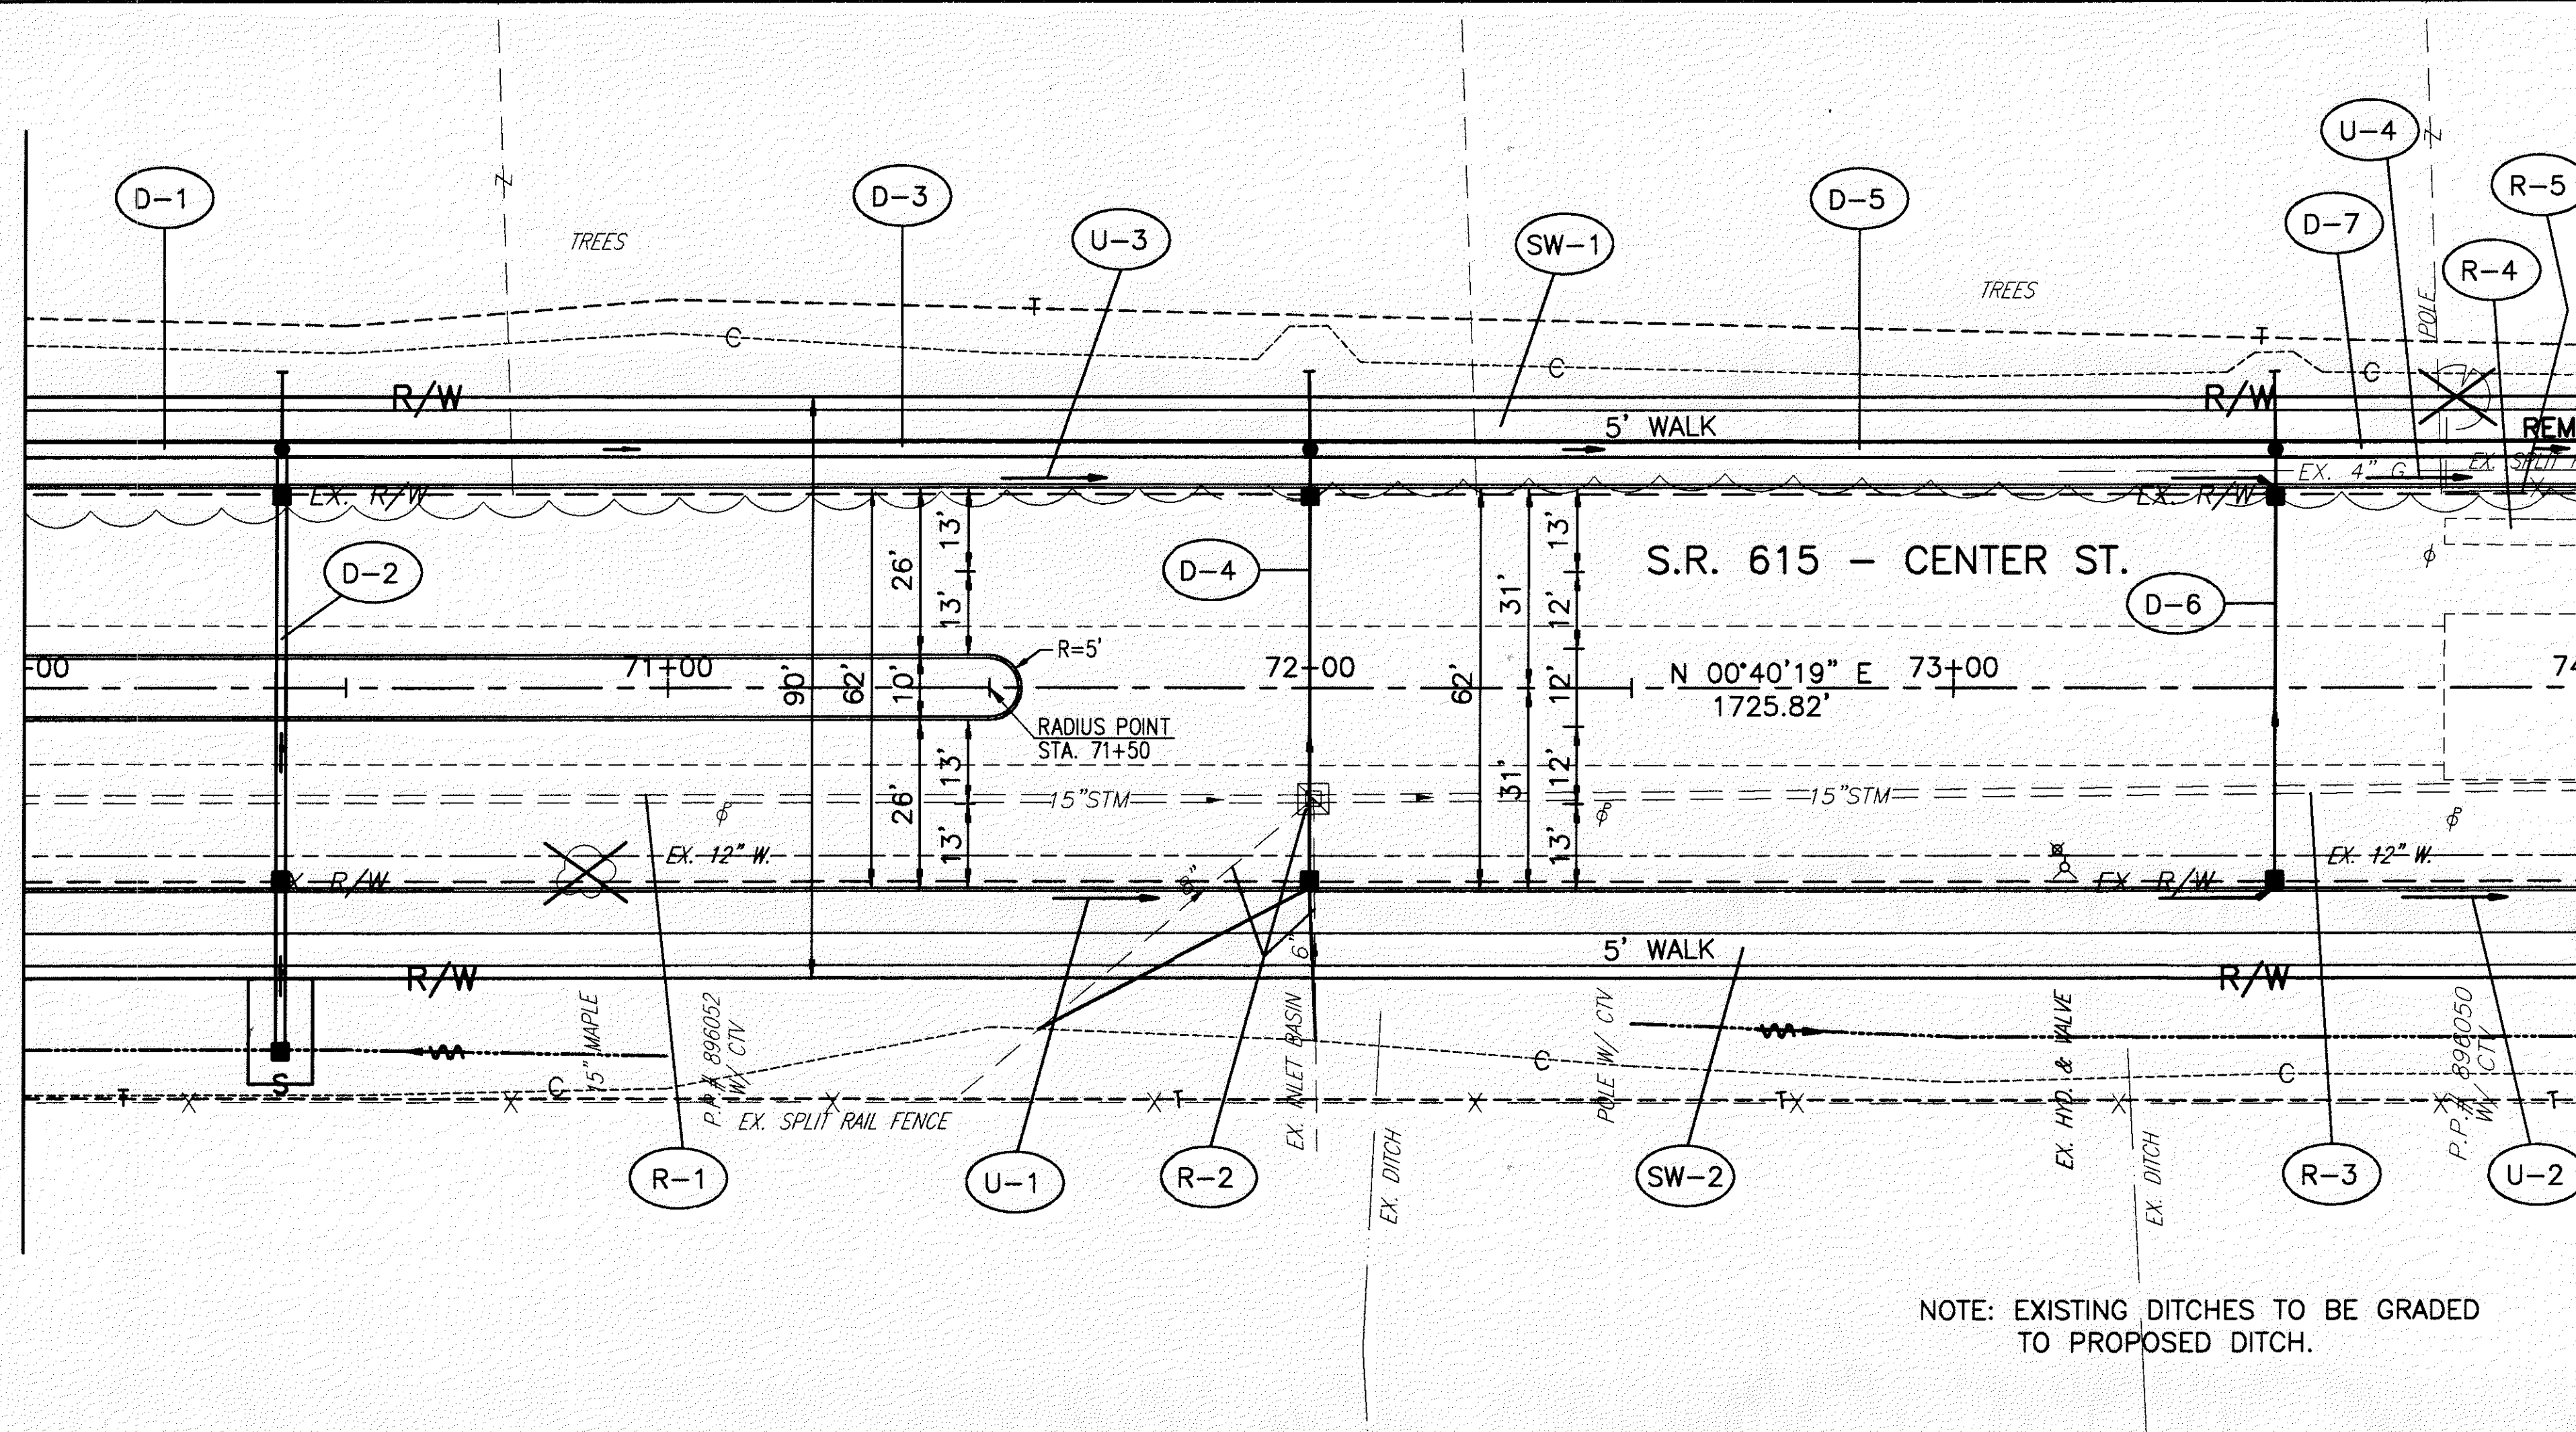 U-4
D-1
D-3
D-5
R-5
U-3
SW-1
D-7
R-4
TREES
TREES
POLE
T
T
C
C
C
R/W
R/W
5' WALK
REM
EX. R/W
EX. R/W
EX. 4" G.
EX. SPLIT
D-2
D-4
D-6
S.R. 615 - CENTER ST.
13'
13'
26'
13'
12'
31'
R=5'
-00
71+00
72+00
73+00
74
N 00°40'19" E
1725.82'
90'
62'
10'
62'
12'
RADIUS POINT
STA. 71+50
13'
13'
26'
12'
13'
31'
15"STM
15"STM
EX. 12" W.
EX. 12" W.
R/W
EX. R/W
8"
6"
5' WALK
R/W
R/W
15" MAPLE
P.P.# 896052
W/ CTV
EX. INLET BASIN
POLE W/ CTV
EX. HYD. & VALVE
P.P.# 896050
W/ CTV
S
C
C
C
T
T
T
T
EX. SPLIT RAIL FENCE
EX. DITCH
EX. DITCH
R-1
U-1
R-2
SW-2
R-3
U-2
NOTE: EXISTING DITCHES TO BE GRADED
TO PROPOSED DITCH.